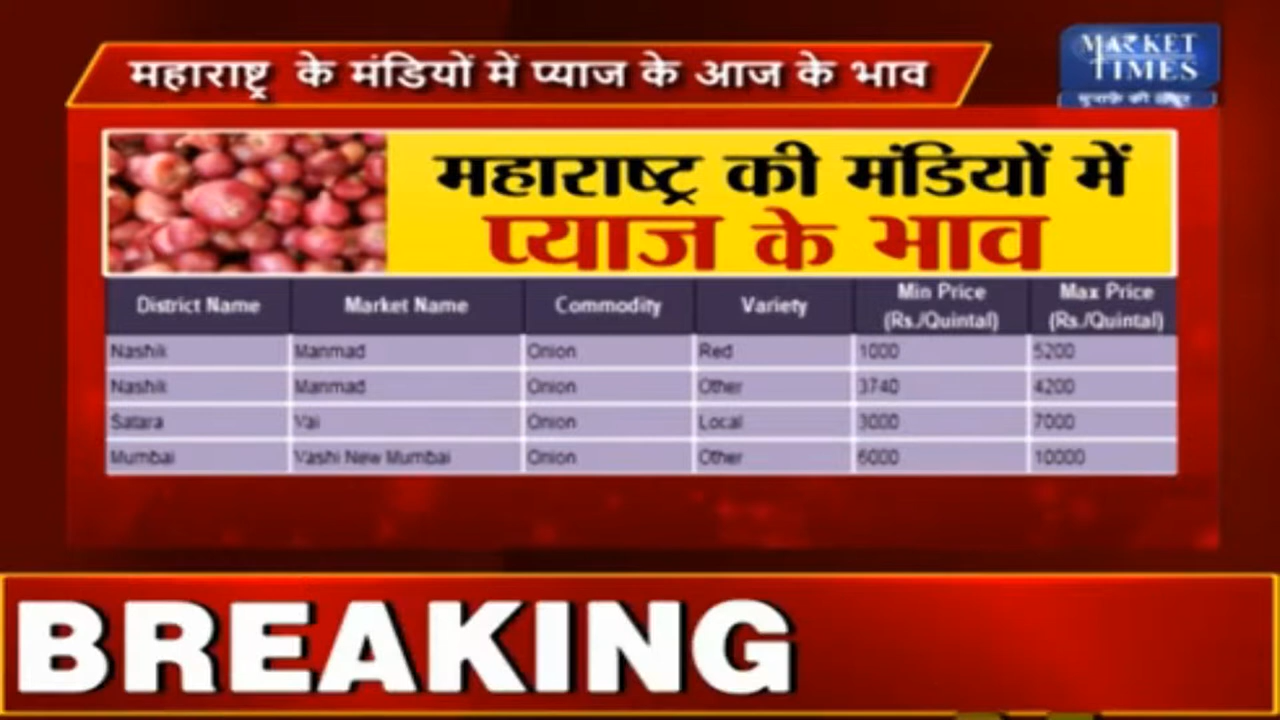 महाराष्ट्र के मंडियों में प्याज के आज के भाव
MARKET
TIMES
महाराष्ट्र की मंडियों में
प्याज के भाव
District Name Market Name Commodity Variety Min Price (Rs./Quintal) Max Price (Rs./Quintal)
Nashik Manmad Onion Red 1000 5200
Nashik Manmad Onion Other 3740 4200
Satara Vai Onion Local 3000 7000
Mumbai Vashi New Mumbai Onion Other 6000 10000
BREAKING